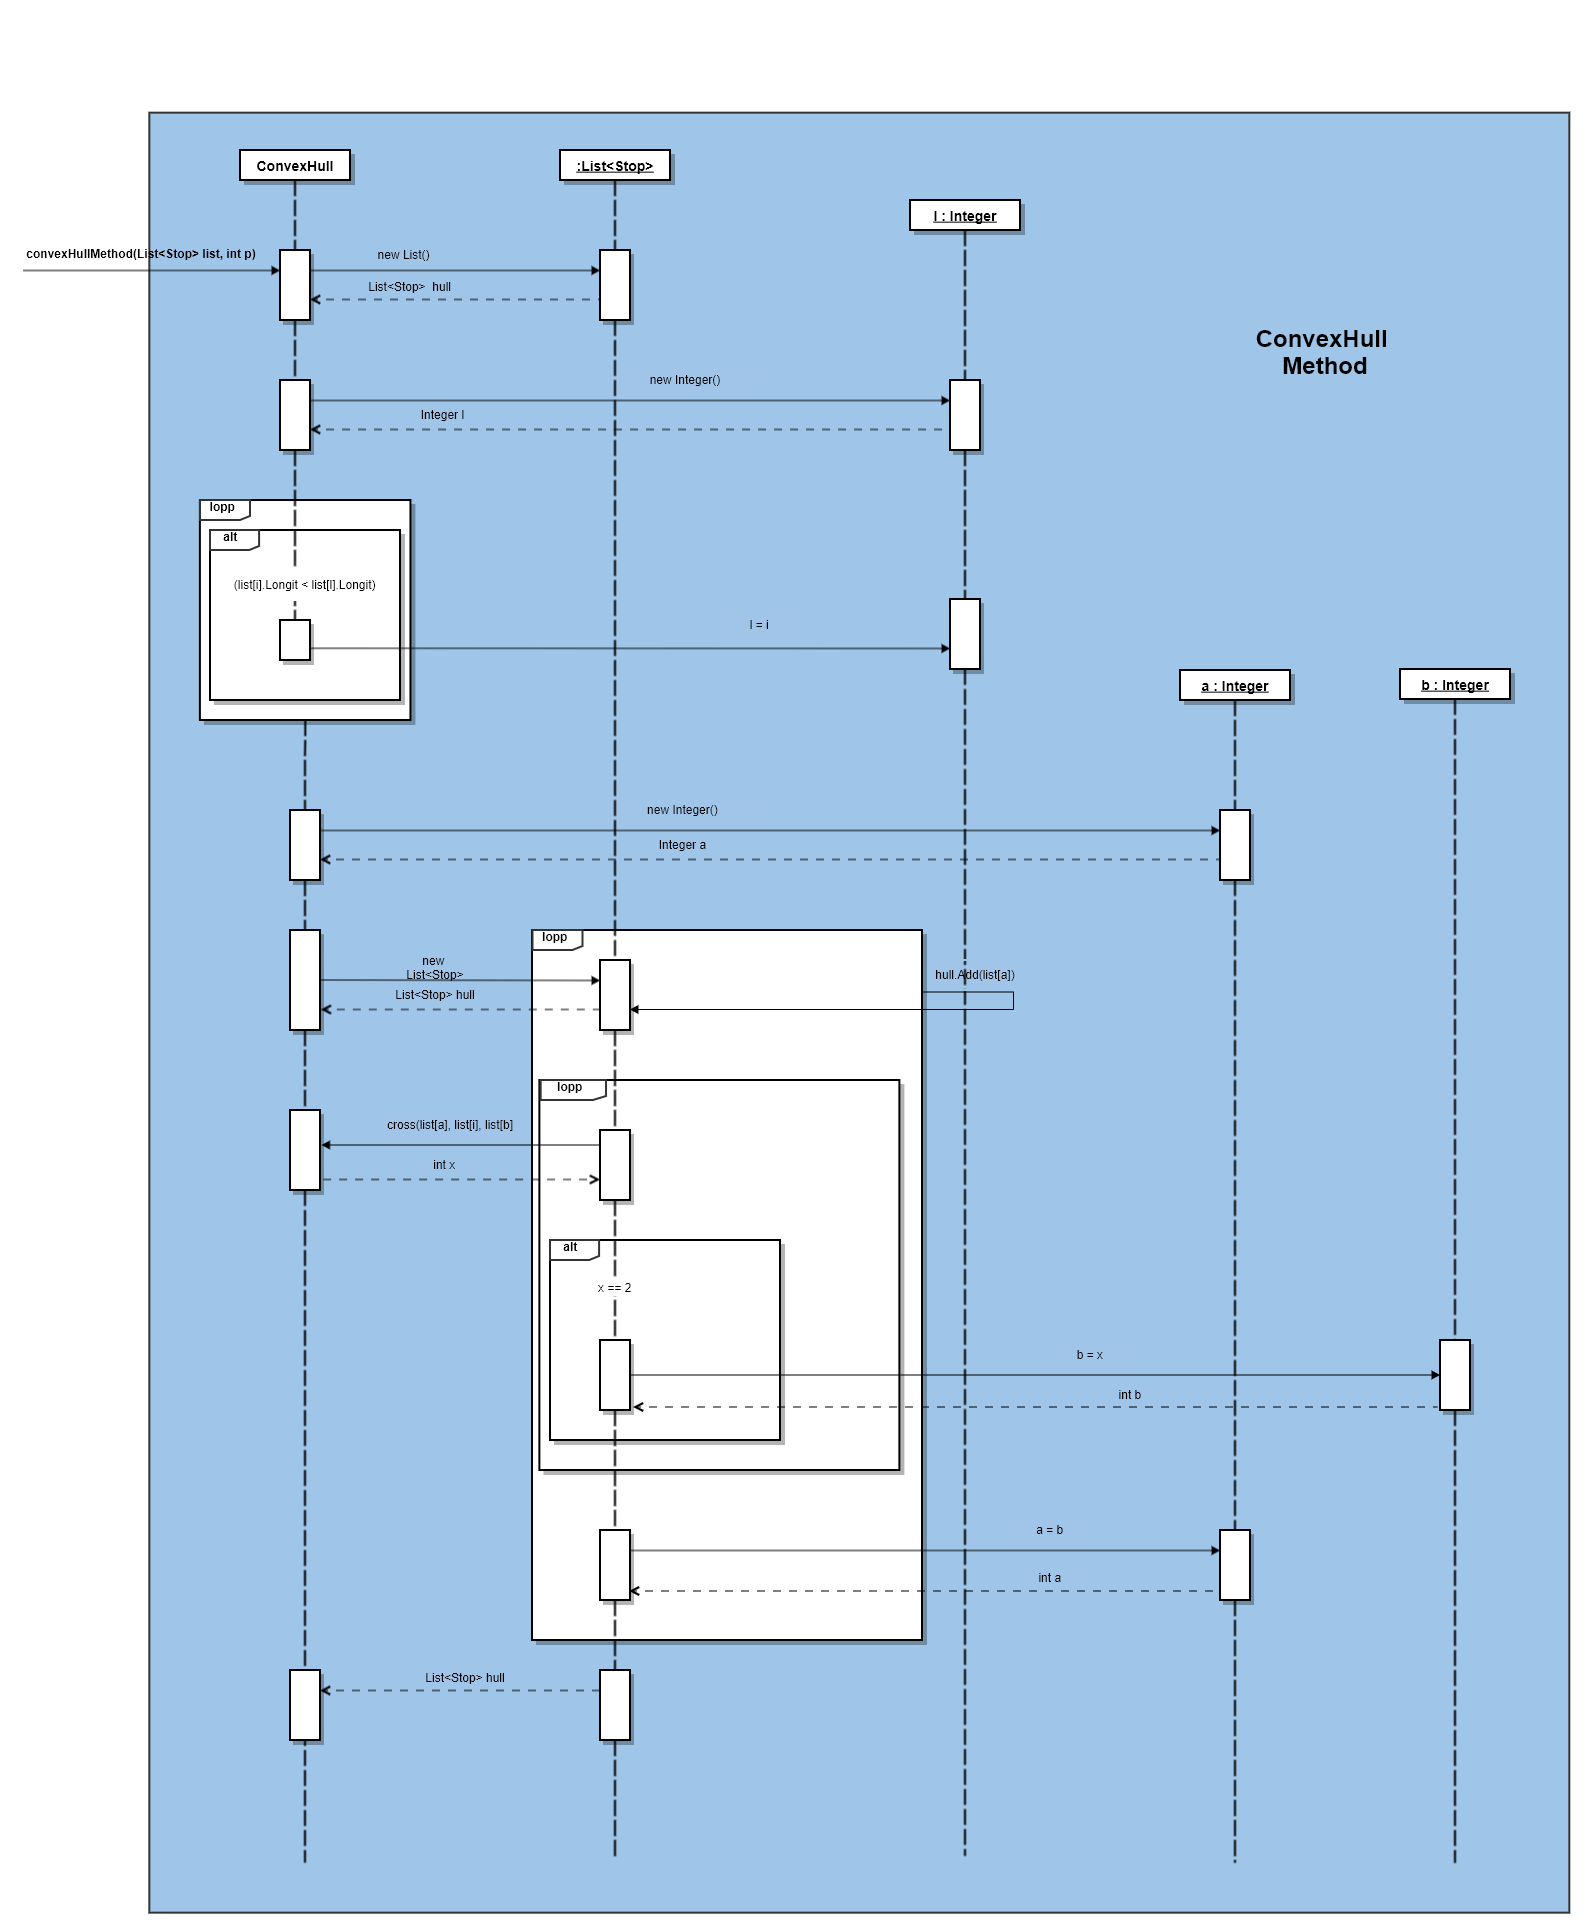 ConvexHull
:List<Stop>
l : Integer
convexHullMethod(List<Stop> list, int p)
new List()
List<Stop> hull
ConvexHull
Method
new Integer()
Integer l
lopp
alt
(list[i].Longit < list[l].Longit)
l = i
a : Integer
b : Integer
new Integer()
Integer a
lopp
new
List<Stop>
hull.Add(list[a])
List<Stop> hull
lopp
cross(list[a], list[i], list[b]
int x
alt
x == 2
b = x
int b
a = b
int a
List<Stop> hull